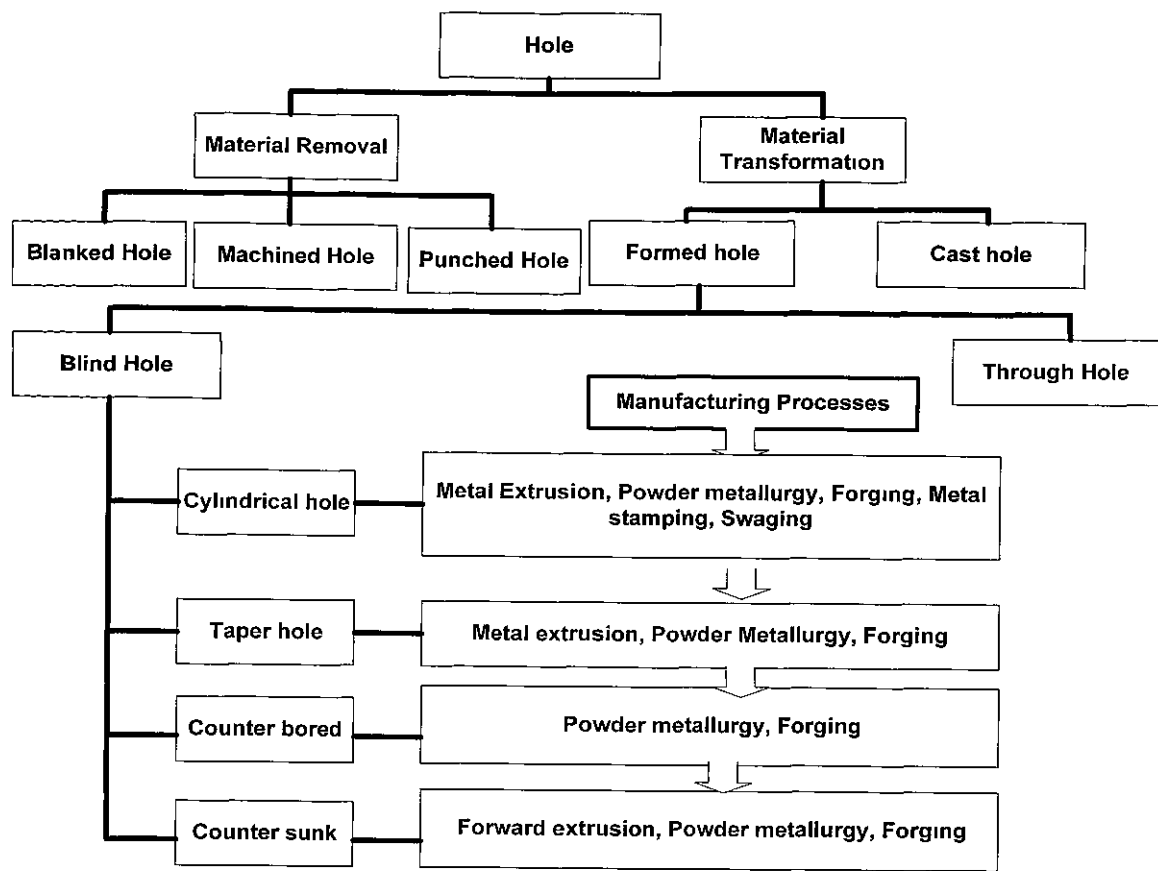 Hole
Material Removal
Material
Transformation
Blanked Hole
Machined Hole
Punched Hole
Formed hole
Cast hole
Blind Hole
Through Hole
Manufacturing Processes
Cylindrical hole
Metal Extrusion, Powder metallurgy, Forging, Metal
stamping, Swaging
Taper hole
Metal extrusion, Powder Metallurgy, Forging
Counter bored
Powder metallurgy, Forging
Counter sunk
Forward extrusion, Powder metallurgy, Forging